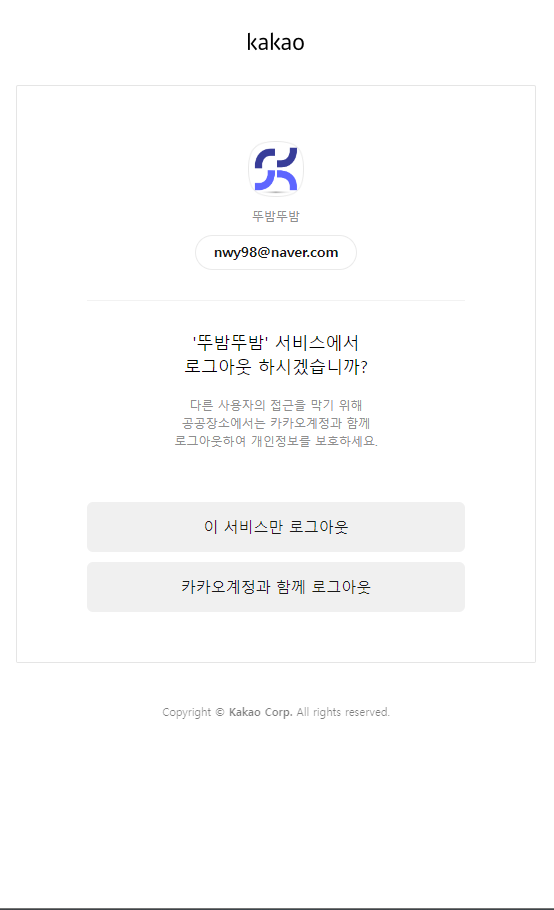 kakao
뚜밤뚜밤
nwy98@naver.com
'뚜밤뚜밤' 서비스에서
로그아웃 하시겠습니까?
다른 사용자의 접근을 막기 위해
공공장소에서는 카카오계정과 함께
로그아웃하여 개인정보를 보호하세요.
이 서비스만 로그아웃
카카오계정과 함께 로그아웃
Copyright © Kakao Corp. All rights reserved.